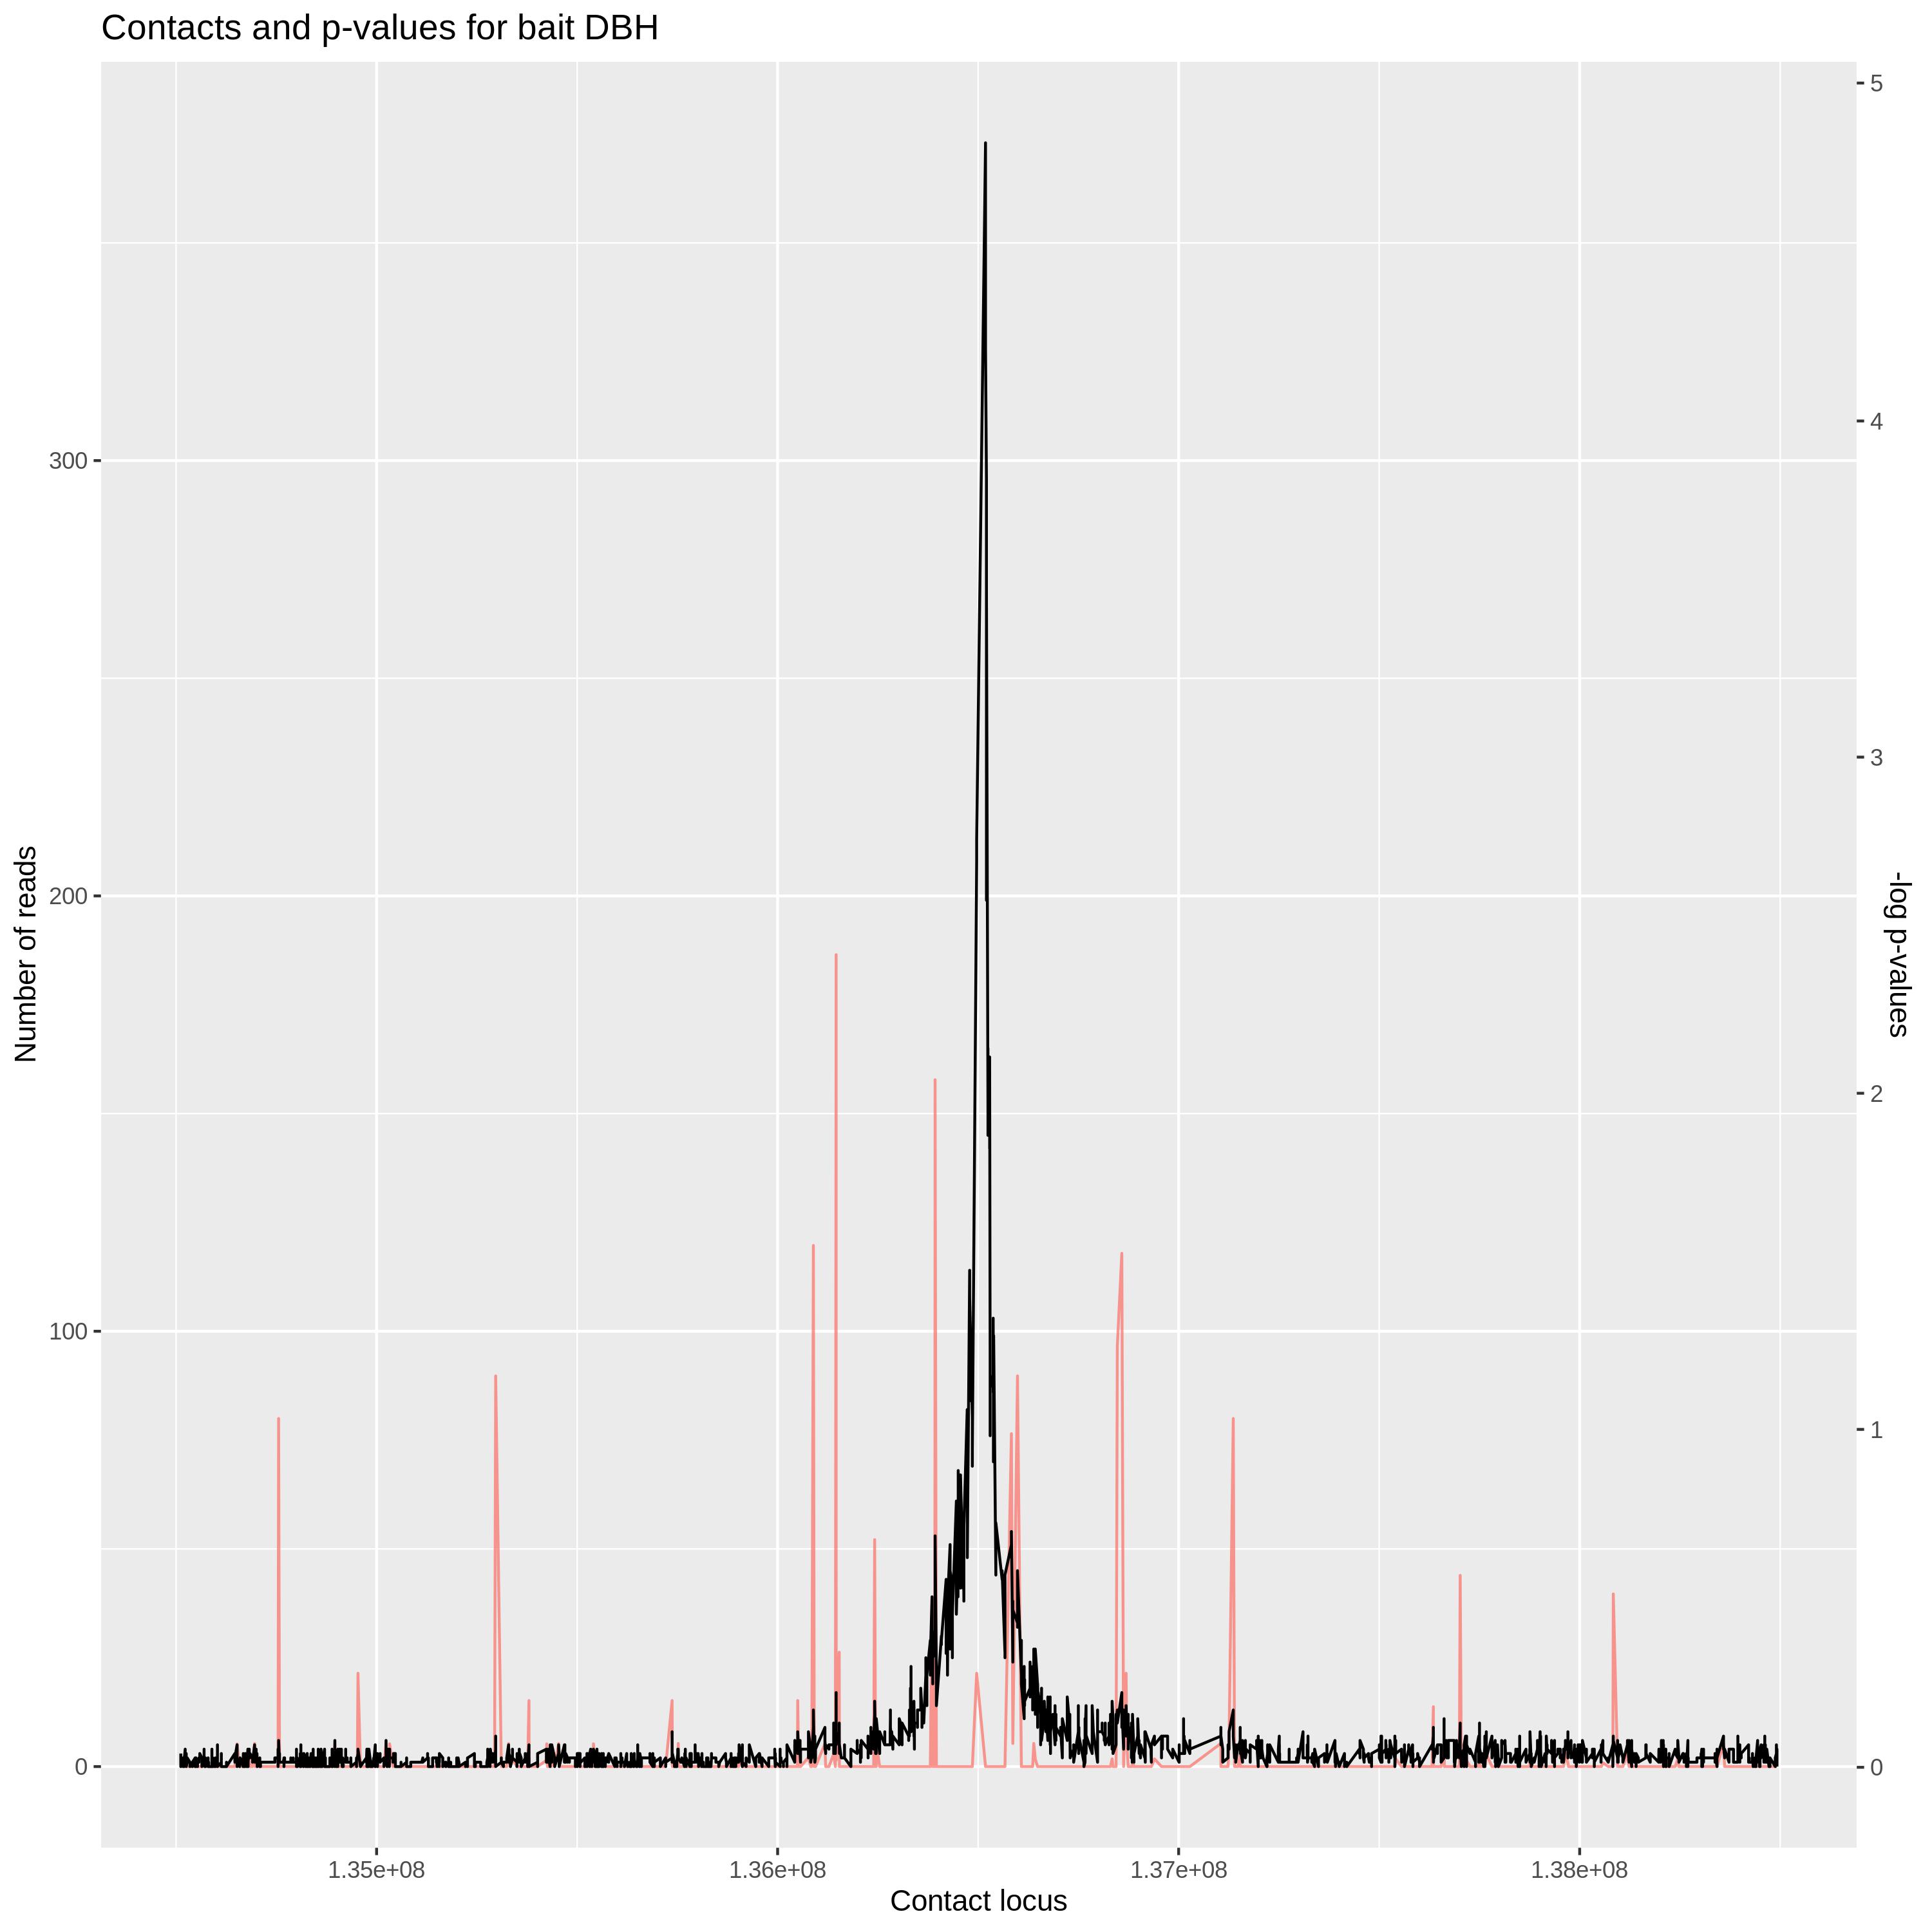 Contacts and p-values for bait DBH
Number of reads
300
200
100
0
5
4
3
2
1
0
-log p-values
1.35e+08
1.36e+08
1.37e+08
1.38e+08
Contact locus